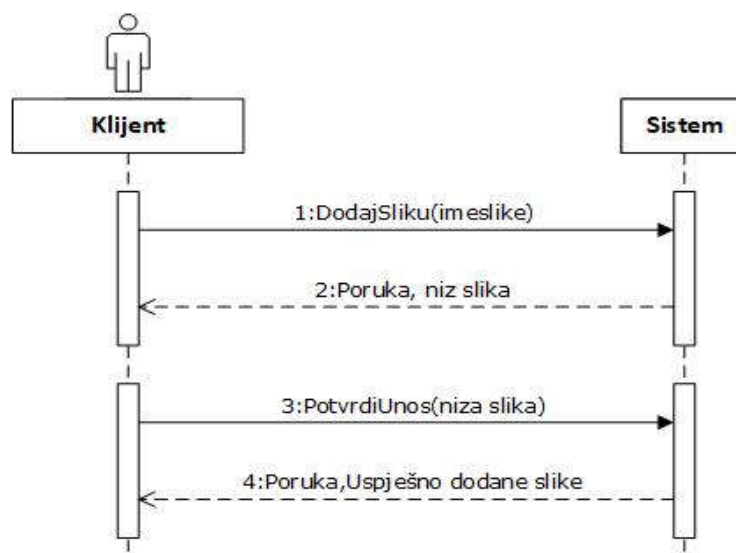 Klijent
Sistem
1:DodajSliku(imeslike)
2:Poruka, niz slika
3:PotvrdiUnos(niza slika)
4:Poruka,Uspješno dodane slike